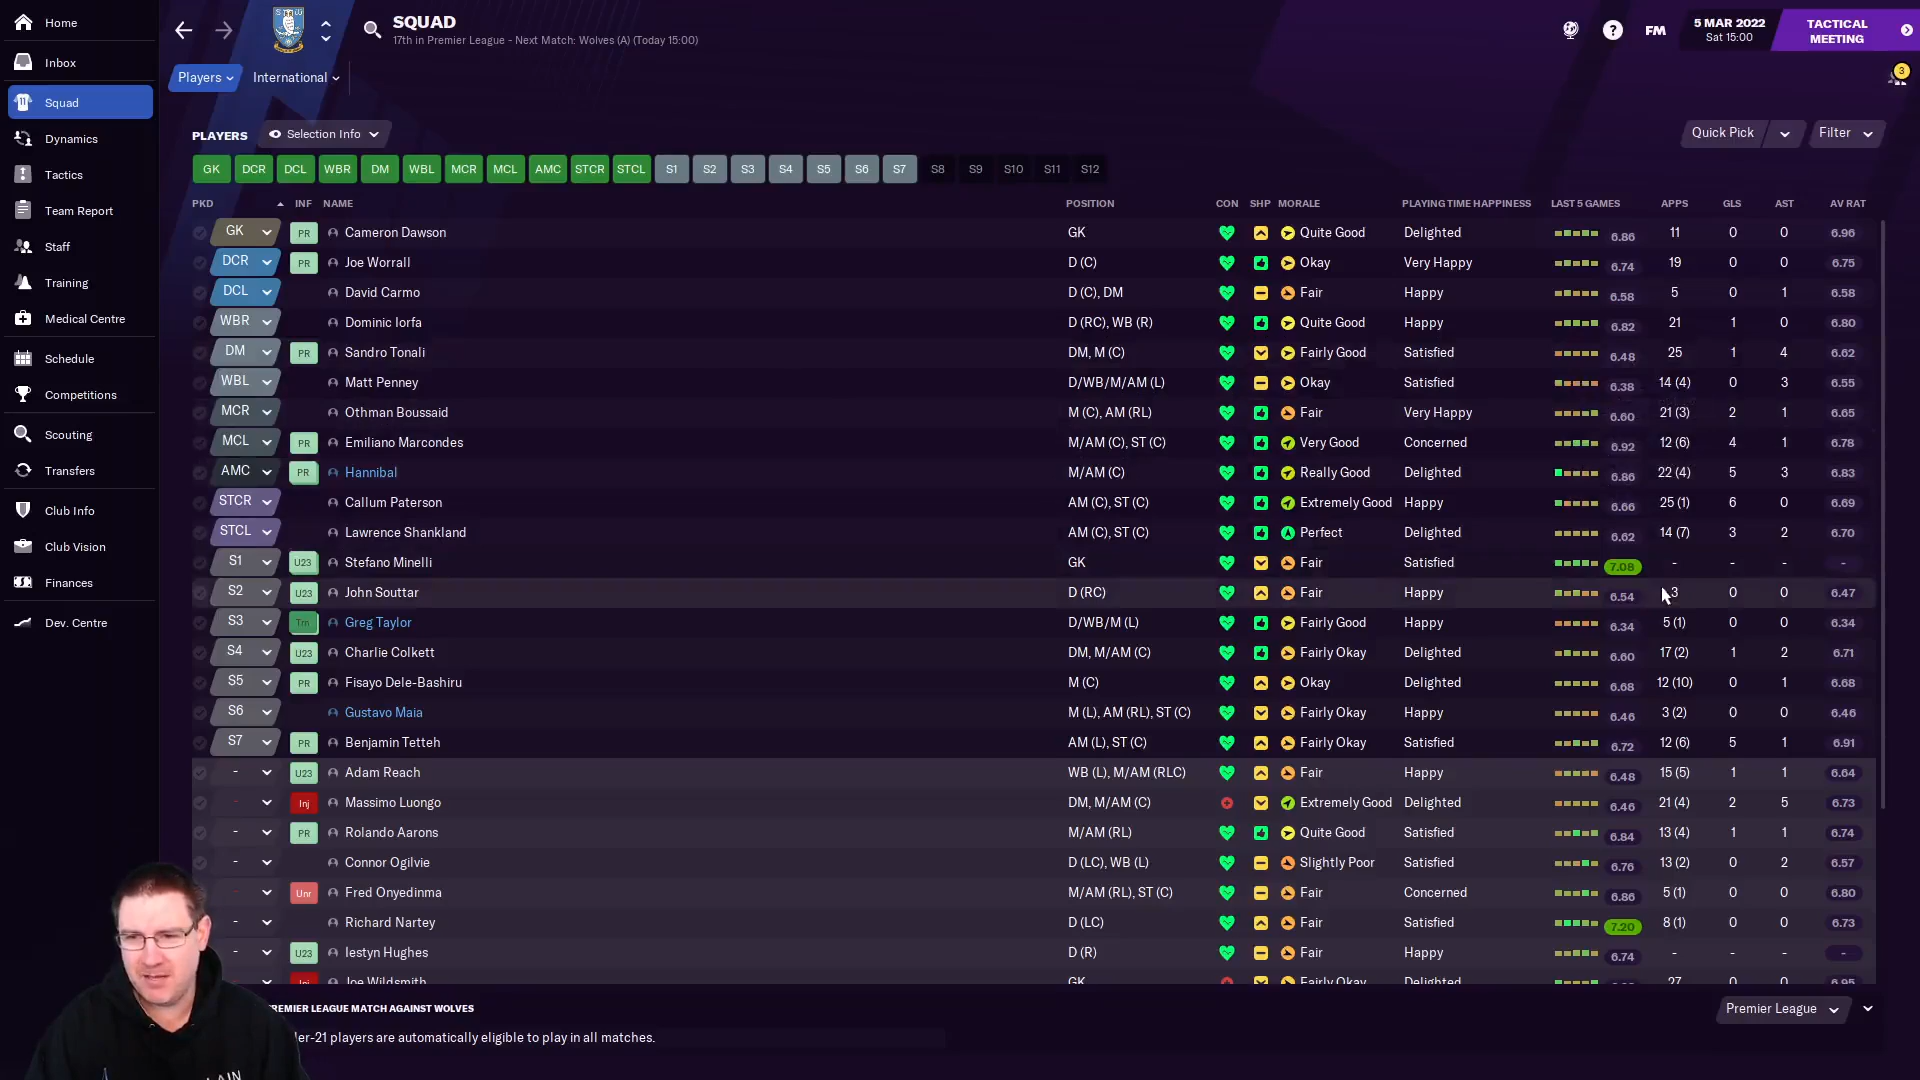 Home
Inbox
Squad
Dynamics
Tactics
Team Report
Staff
Training
Medical Centre
Schedule
Competitions
Scouting
Transfers
Club Info
Club Vision
Finances
Dev. Centre
SQUAD
17th in Premier League - Next Match: Wolves (A) (Today 15:00)
FM
5 MAR 2022
Sat 15:00
TACTICAL MEETING
3
Players
International
PLAYERS Selection Info
Quick Pick Filter
GK DCR DCL WBR DM WBL MCR MCL AMC STCR STCL S1 S2 S3 S4 S5 S6 S7 S8 S9 S10 S11 S12
PKD INF NAME POSITION CON SHP MORALE PLAYING TIME HAPPINESS LAST 5 GAMES APPS GLS AST AV RAT
GK PR Cameron Dawson GK Quite Good Delighted 6.86 11 0 0 6.96
DCR PR Joe Worrall D (C) Okay Very Happy 6.74 19 0 0 6.75
DCL David Carmo D (C), DM Fair Happy 6.58 5 0 1 6.58
WBR Dominic Iorfa D (RC), WB (R) Quite Good Happy 6.82 21 1 0 6.80
DM PR Sandro Tonali DM, M (C) Fairly Good Satisfied 6.48 25 1 4 6.62
WBL Matt Penney D/WB/M/AM (L) Okay Satisfied 6.38 14 (4) 0 3 6.55
MCR Othman Boussaid M (C), AM (RL) Fair Very Happy 6.60 21 (3) 2 1 6.65
MCL PR Emiliano Marcondes M/AM (C), ST (C) Very Good Concerned 6.92 12 (6) 4 1 6.78
AMC PR Hannibal M/AM (C) Really Good Delighted 6.86 22 (4) 5 3 6.83
STCR Callum Paterson AM (C), ST (C) Extremely Good Happy 6.66 25 (1) 6 0 6.69
STCL Lawrence Shankland AM (C), ST (C) Perfect Delighted 6.62 14 (7) 3 2 6.70
S1 U23 Stefano Minelli GK Fair Satisfied 7.08 - - - -
S2 U23 John Souttar D (RC) Fair Happy 6.54 3 0 0 6.47
S3 Trn Greg Taylor D/WB/M (L) Fairly Good Happy 6.34 5 (1) 0 0 6.34
S4 U23 Charlie Colkett DM, M/AM (C) Fairly Okay Delighted 6.60 17 (2) 1 2 6.71
S5 PR Fisayo Dele-Bashiru M (C) Okay Delighted 6.68 12 (10) 0 1 6.68
S6 Gustavo Maia M (L), AM (RL), ST (C) Fairly Okay Happy 6.46 3 (2) 0 0 6.46
S7 PR Benjamin Tetteh AM (L), ST (C) Fairly Okay Satisfied 6.72 12 (6) 5 1 6.91
- U23 Adam Reach WB (L), M/AM (RLC) Fair Happy 6.48 15 (5) 1 1 6.64
- Inj Massimo Luongo DM, M/AM (C) Extremely Good Delighted 6.46 21 (4) 2 5 6.73
- PR Rolando Aarons M/AM (RL) Quite Good Satisfied 6.84 13 (4) 1 1 6.74
- Connor Ogilvie D (LC), WB (L) Slightly Poor Satisfied 6.76 13 (2) 0 2 6.57
- Unr Fred Onyedinma M/AM (RL), ST (C) Fair Concerned 6.86 5 (1) 0 0 6.80
- Richard Nartey D (LC) Fair Satisfied 7.20 8 (1) 0 0 6.73
- U23 Iestyn Hughes D (R) Fair Happy 6.74 - - - -
Inj Joe Wildsmith GK Fairly Okay Delighted 27 0 0 6.95
PREMIER LEAGUE MATCH AGAINST WOLVES
Premier League
der-21 players are automatically eligible to play in all matches.